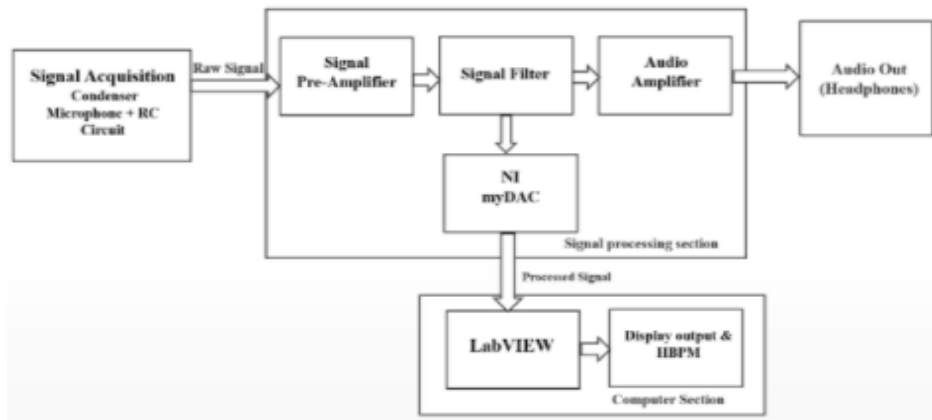 Signal Acquisition
Condenser
Microphone + RC
Circuit
Raw Signal
Signal
Pre-Amplifier
Signal Filter
Audio
Amplifier
Audio Out
(Headphones)
NI
myDAC
Signal processing section
Processed Signal
LabVIEW
Display output &
HBPM
Computer Section